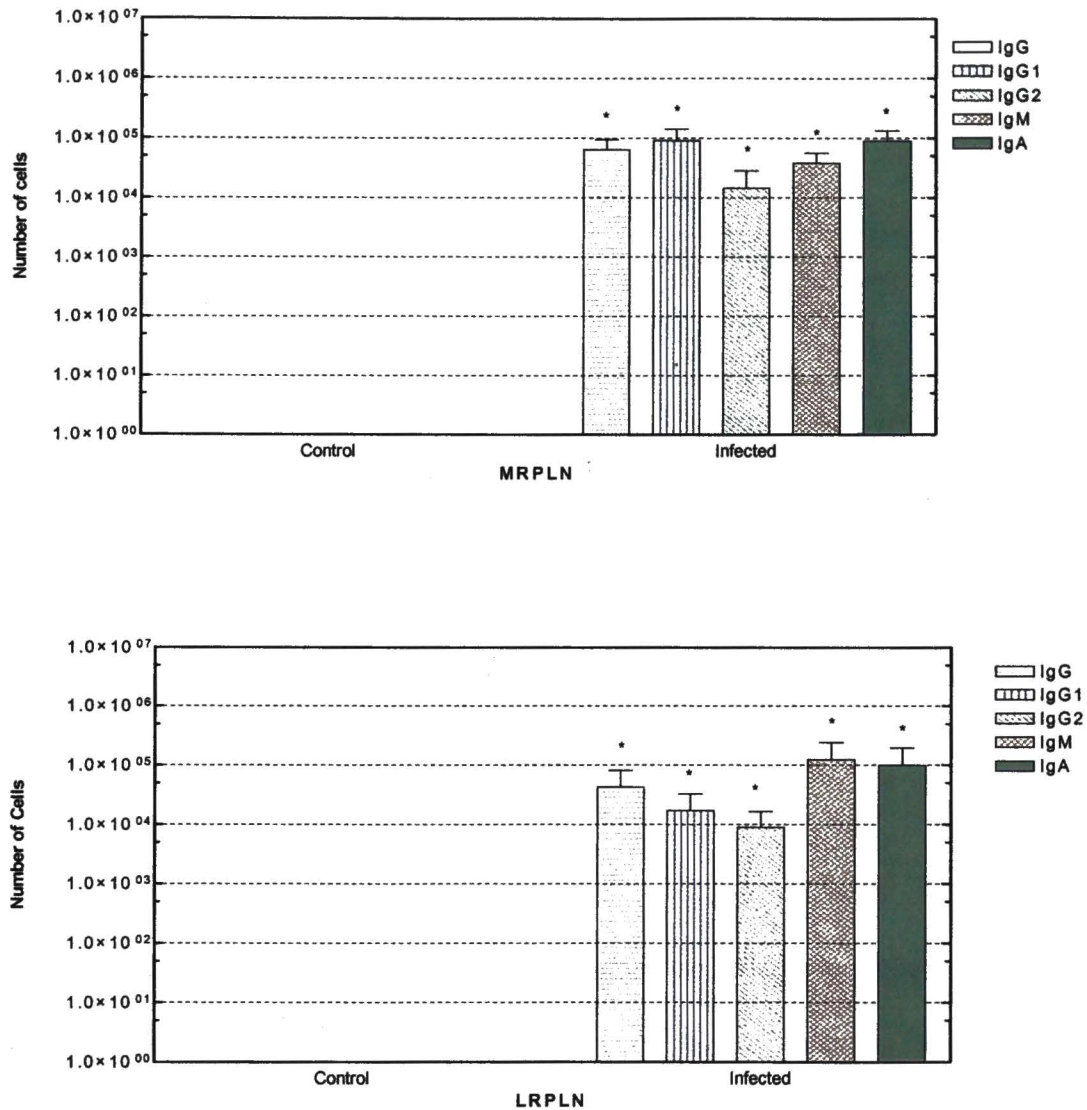 1.0×10⁰⁷
1.0×10⁰⁶
1.0×10⁰⁵
1.0×10⁰⁴
1.0×10⁰³
1.0×10⁰²
1.0×10⁰¹
1.0×10⁰⁰
Number of cells
* * * * *
IgG
IgG1
IgG2
IgM
IgA
Control Infected
MRPLN
1.0×10⁰⁷
1.0×10⁰⁶
1.0×10⁰⁵
1.0×10⁰⁴
1.0×10⁰³
1.0×10⁰²
1.0×10⁰¹
1.0×10⁰⁰
Number of Cells
* * * * *
IgG
IgG1
IgG2
IgM
IgA
Control Infected
LRPLN